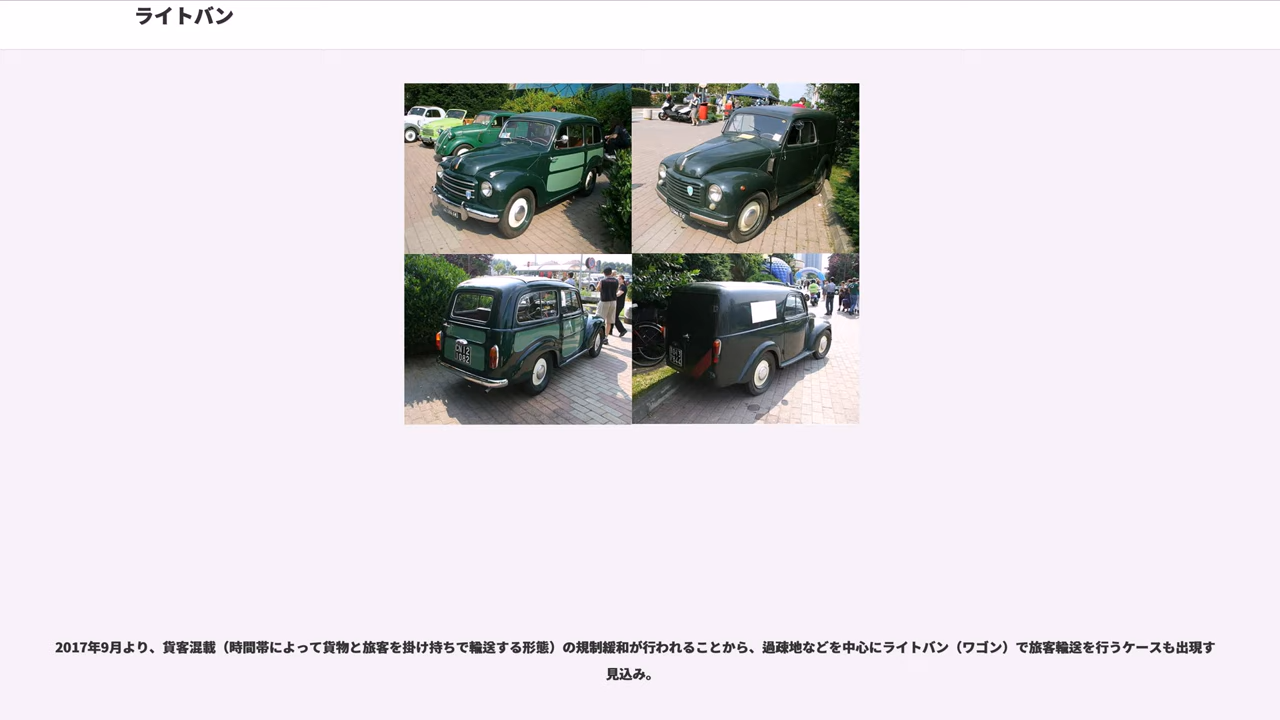 ライトバン
CN12
1082
2017年9月より、貨客混載（時間帯によって貨物と旅客を掛け持ちで輸送する形態）の規制緩和が行われることから、過疎地などを中心にライトバン（ワゴン）で旅客輸送を行うケースも出現す
見込み。